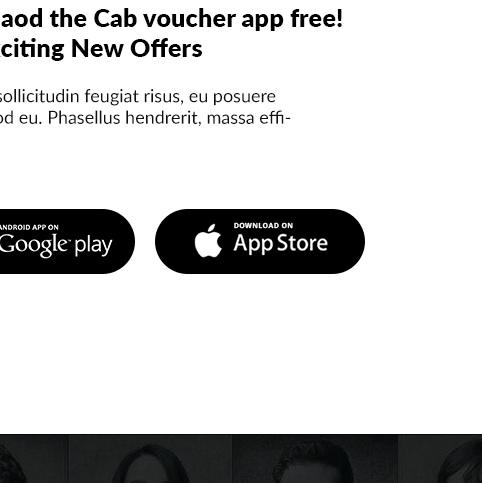 aod the Cab voucher app free!
citing New Offers
sollicitudin feugiat risus, eu posuere
od eu. Phasellus hendrerit, massa effi-
ANDROID APP ON
Google play
DOWNLOAD ON
App Store